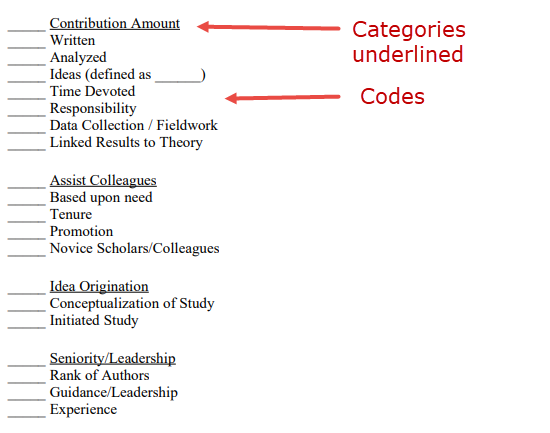 _____ Contribution Amount
_____ Written
_____ Analyzed
_____ Ideas (defined as ______)
_____ Time Devoted
_____ Responsibility
_____ Data Collection / Fieldwork
_____ Linked Results to Theory
Categories
underlined
Codes
_____ Assist Colleagues
_____ Based upon need
_____ Tenure
_____ Promotion
_____ Novice Scholars/Colleagues
_____ Idea Origination
_____ Conceptualization of Study
_____ Initiated Study
_____ Seniority/Leadership
_____ Rank of Authors
_____ Guidance/Leadership
_____ Experience